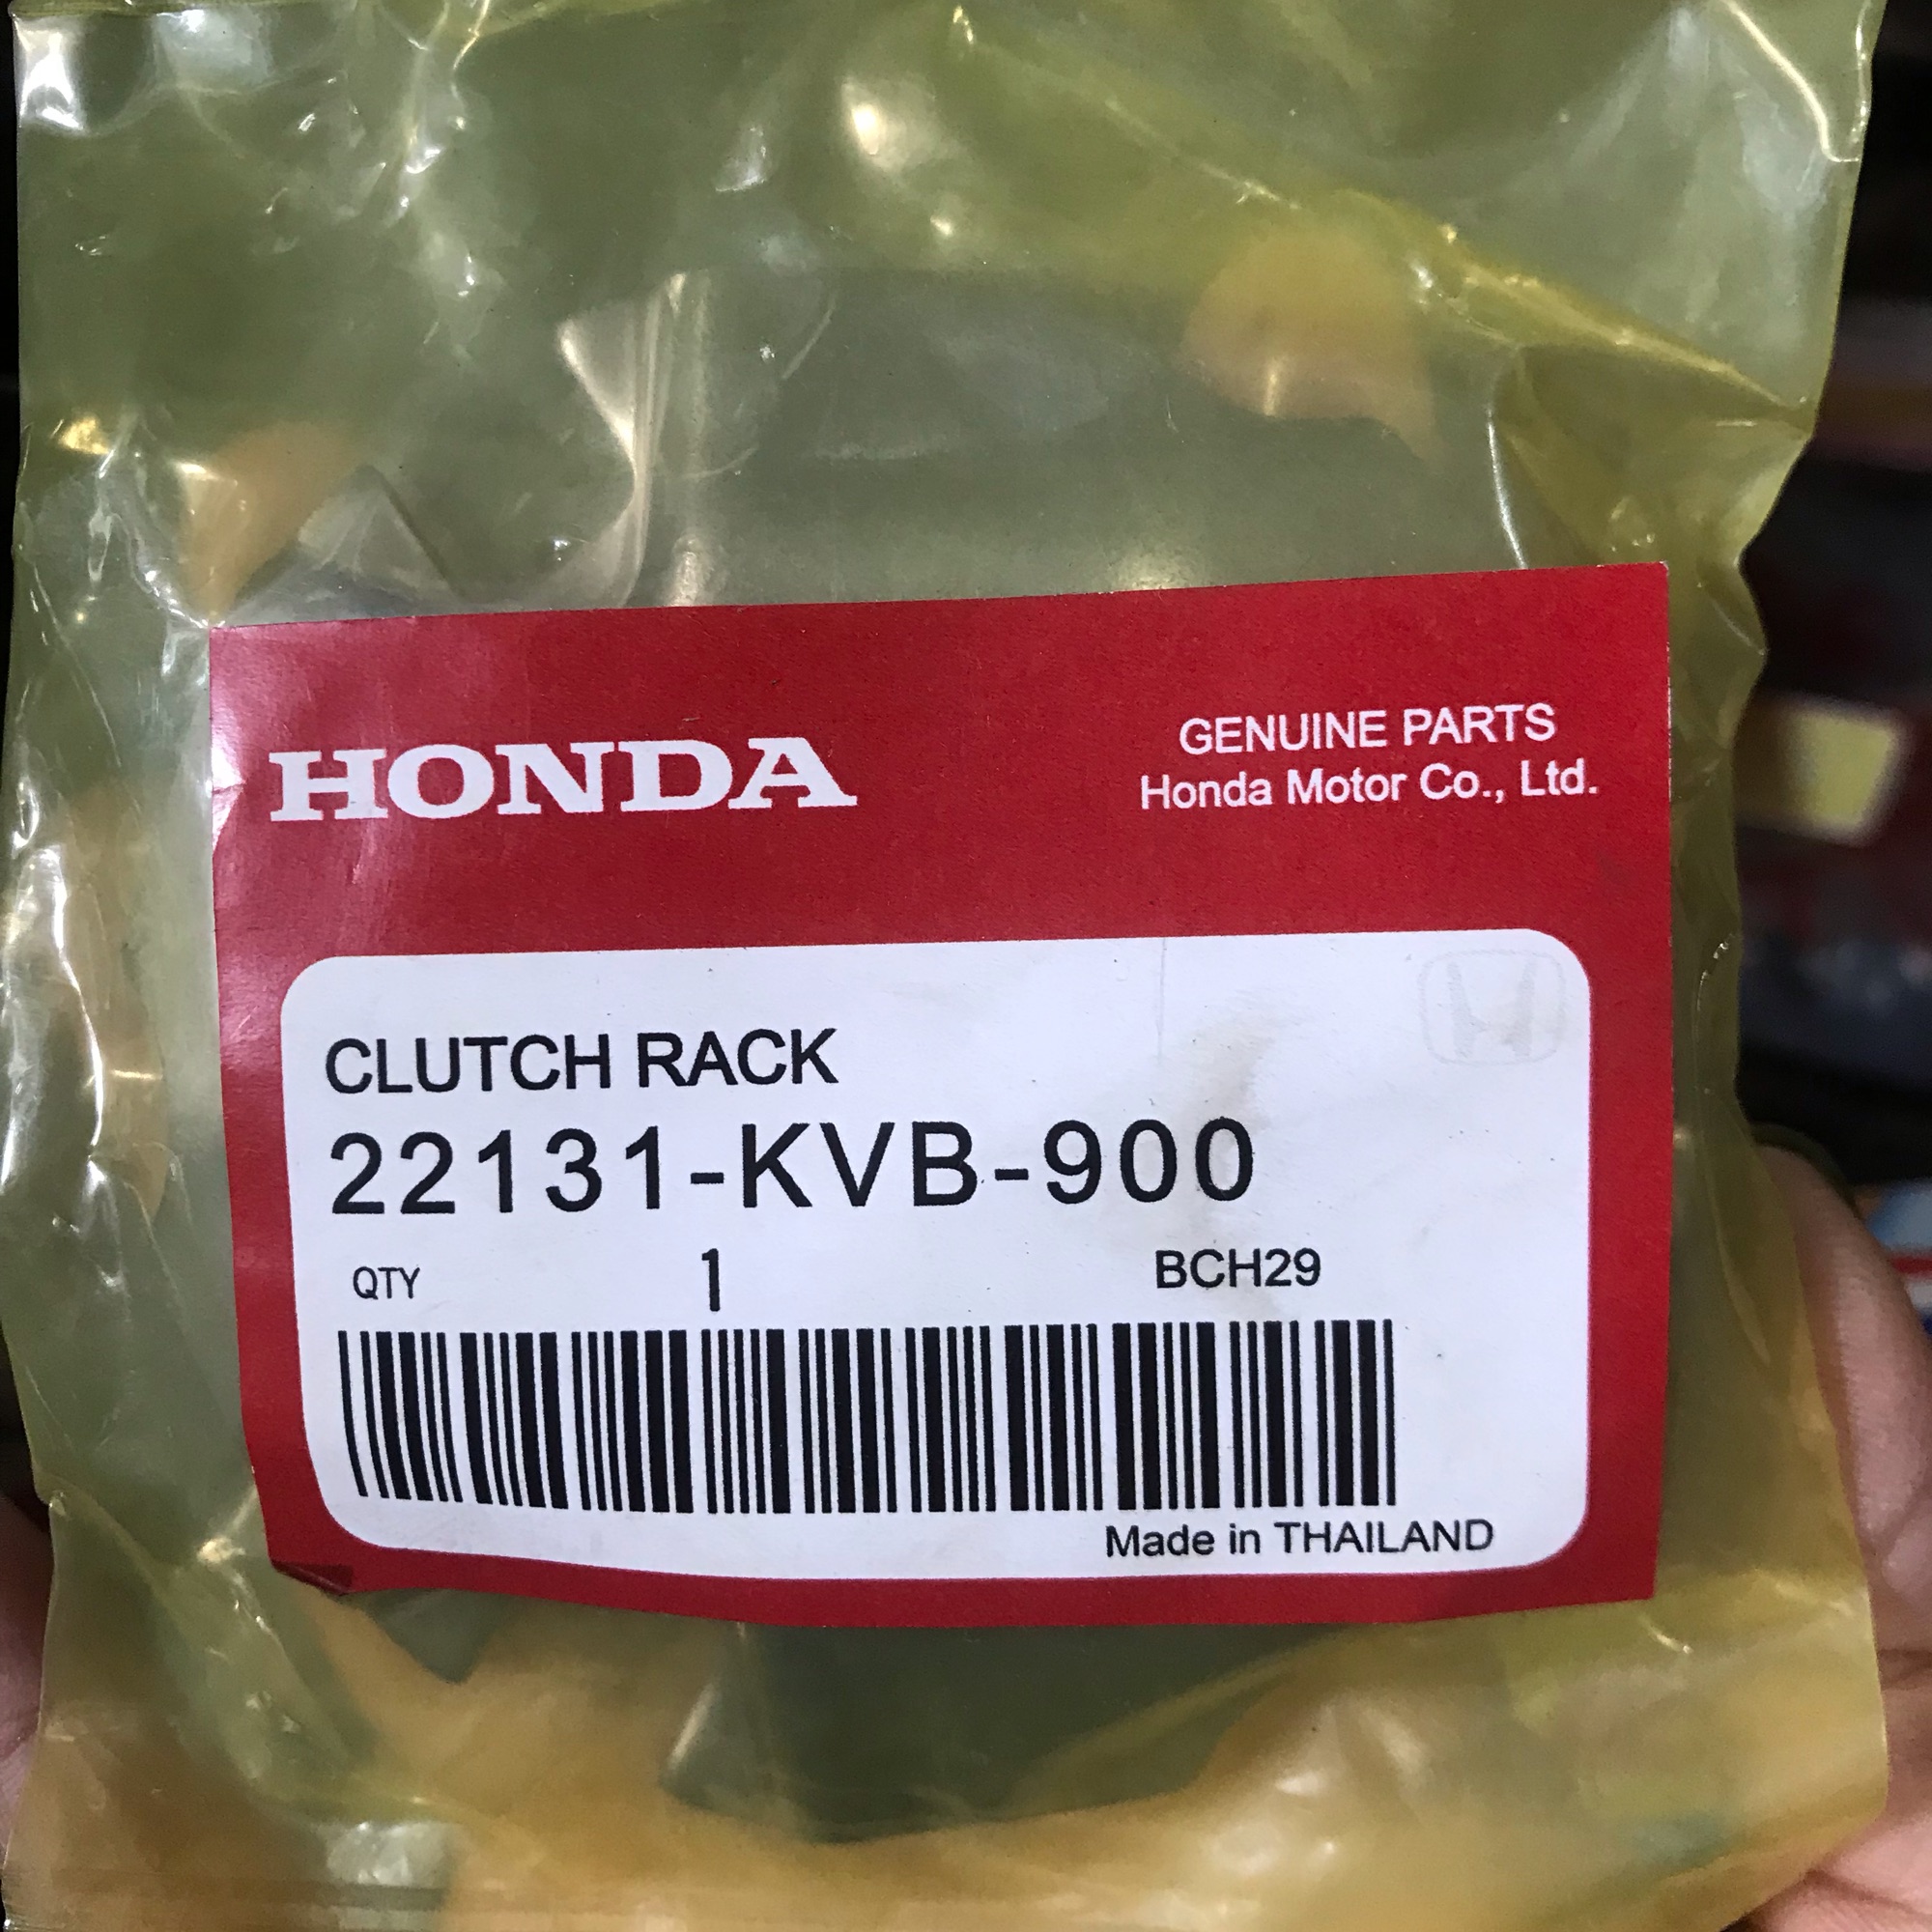 HONDA
GENUINE PARTS
Honda Motor Co., Ltd.
CLUTCH RACK
22131-KVB-900
QTY 1 BCH29
Made in THAILAND